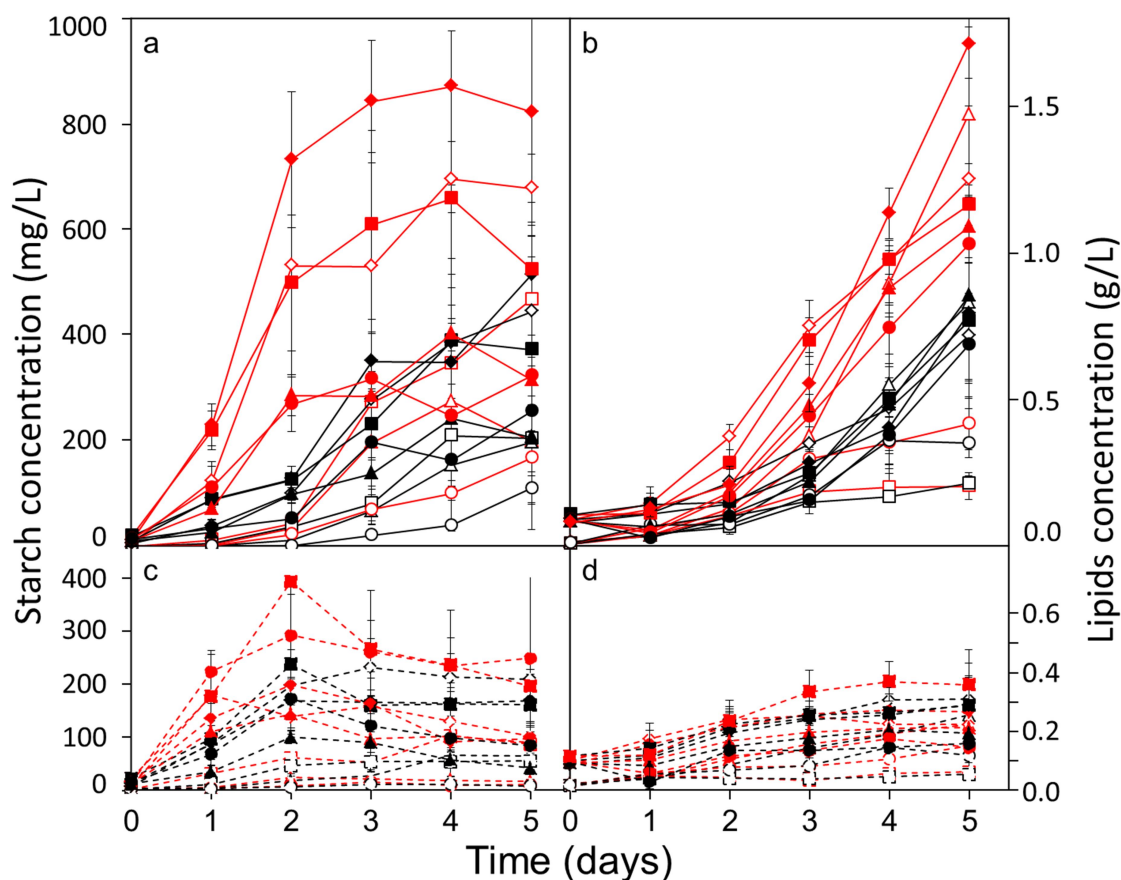 a
b
1000
800
600
400
200
0
1.5
1.0
0.5
0.0
Starch concentration (mg/L)
Lipids concentration (g/L)
c
d
400
300
200
100
0
0.6
0.4
0.2
0.0
0 1 2 3 4 5 0 1 2 3 4 5
Time (days)